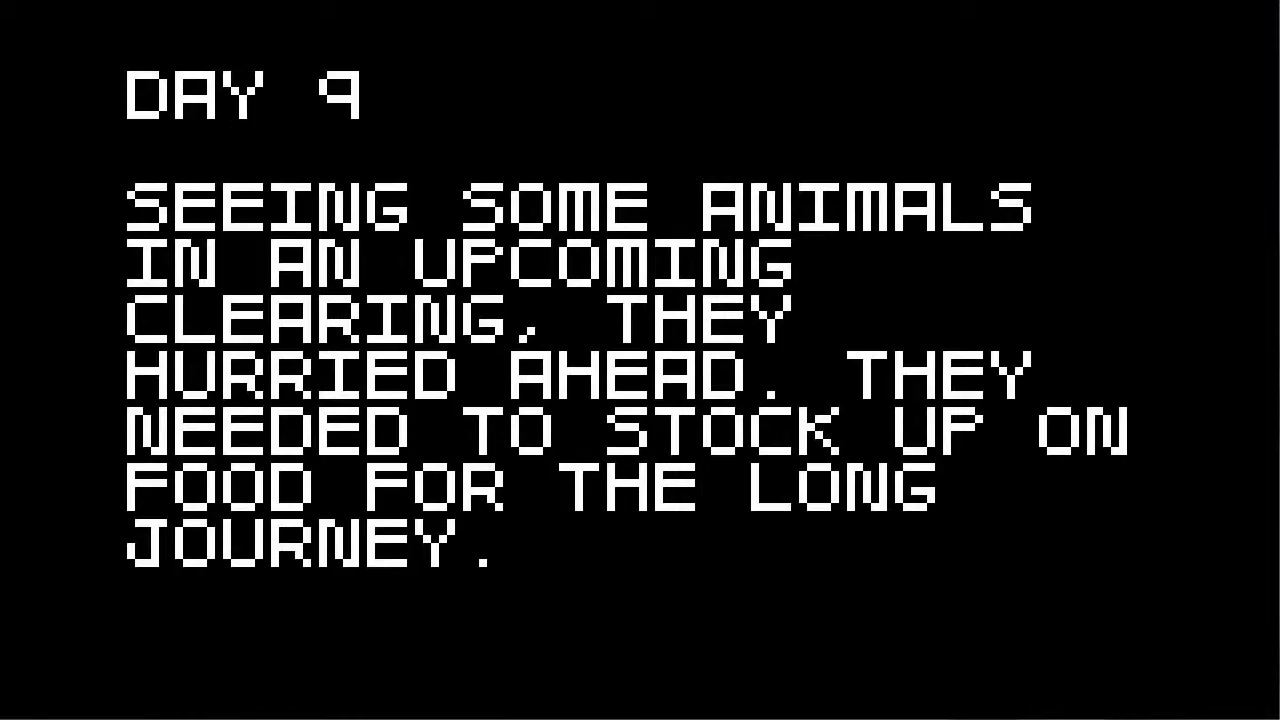 DAY 9
SEEING SOME ANIMALS
IN AN UPCOMING
CLEARING, THEY
HURRIED AHEAD. THEY
NEEDED TO STOCK UP ON
FOOD FOR THE LONG
JOURNEY.